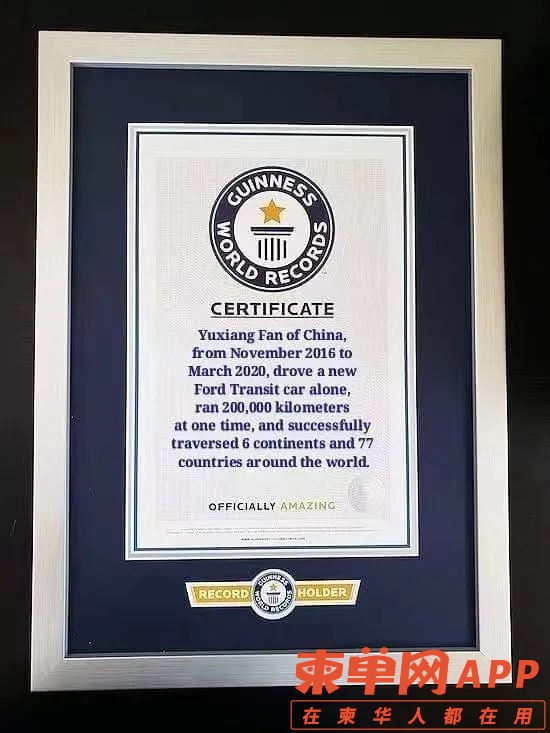 GUINNESS
WORLD RECORDS
CERTIFICATE
Yuxiang Fan of China,
from November 2016 to
March 2020, drove a new
Ford Transit car alone,
ran 200,000 kilometers
at one time, and successfully
traversed 6 continents and 77
countries around the world.
OFFICIALLY AMAZING
RECORD
GUINNESS
WORLD RECORDS
HOLDER
柬单网APP
在柬华人都在用